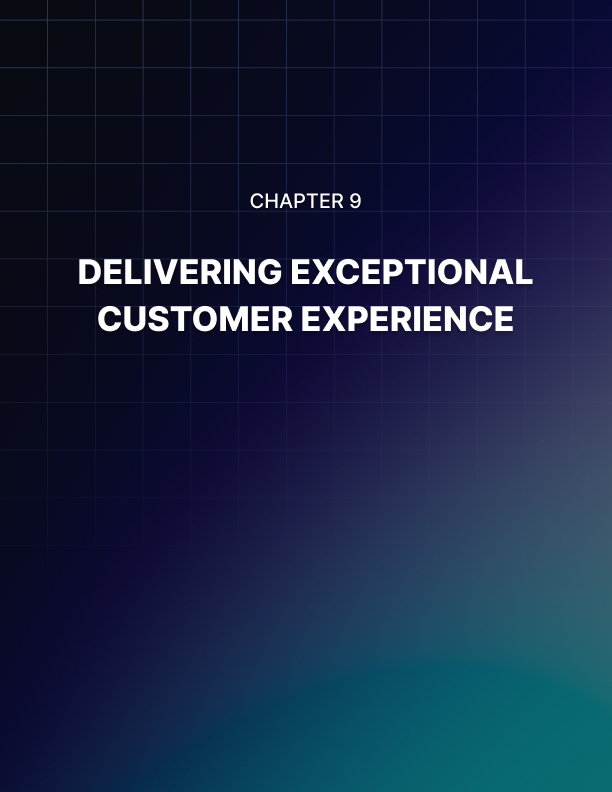 CHAPTER 9
DELIVERING EXCEPTIONAL
CUSTOMER EXPERIENCE